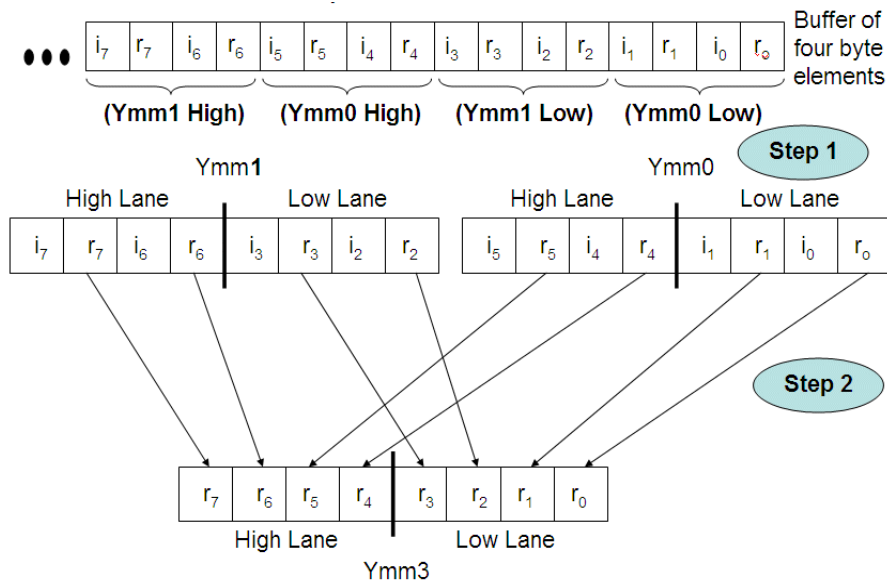 i7 r7 i6 r6 i5 r5 i4 r4 i3 r3 i2 r2 i1 r1 i0 ro
Buffer of
four byte
elements
(Ymm1 High) (Ymm0 High) (Ymm1 Low) (Ymm0 Low)
Step 1
Ymm1 Ymm0
High Lane Low Lane High Lane Low Lane
i7 r7 i6 r6 i3 r3 i2 r2 i5 r5 i4 r4 i1 r1 i0 ro
Step 2
r7 r6 r5 r4 r3 r2 r1 r0
High Lane Low Lane
Ymm3